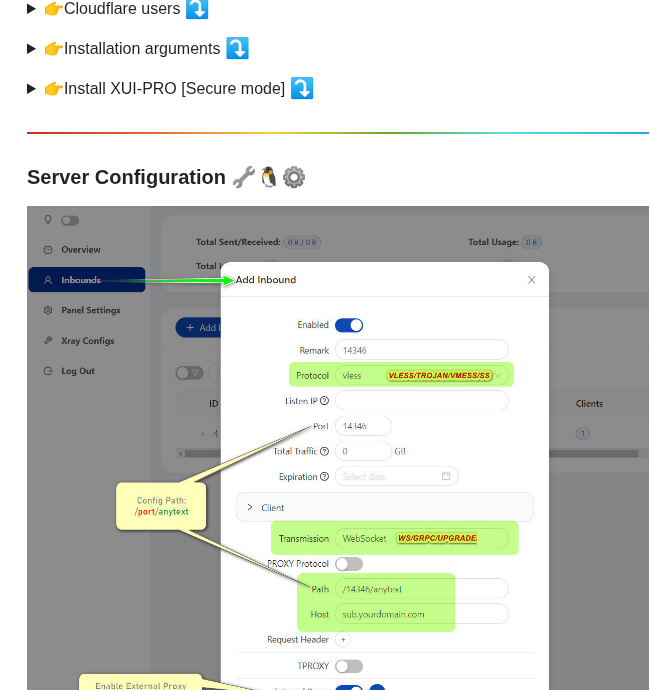 Cloudflare users
Installation arguments
Install XUI-PRO [Secure mode]
Server Configuration
Overview
Inbounds
Panel Settings
Xray Configs
Log Out
Total Sent/Received: 0 B / 0 B
Total Usage: 0 B
Add Inbound
Enabled
Remark 14346
Protocol vless VLESS/TROJAN/VMESS/SS
Listen IP
Port 14346
Total Traffic 0 GB
Expiration Select date
ID
Clients
4
1
Client
Config Path:
/port/anytext
Transmission WebSocket WS/GRPC/UPGRADE
PROXY Protocol
Path /14346/anytext
Host sub.yourdomain.com
Request Header +
TPROXY
Enable External Proxy